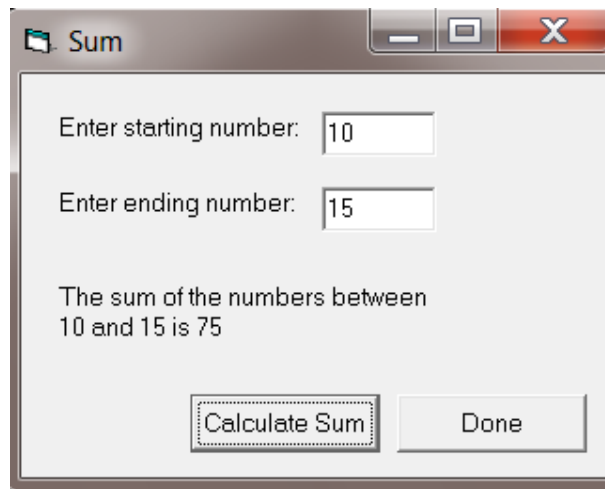 Sum
Enter starting number: 10
Enter ending number: 15
The sum of the numbers between
10 and 15 is 75
Calculate Sum Done